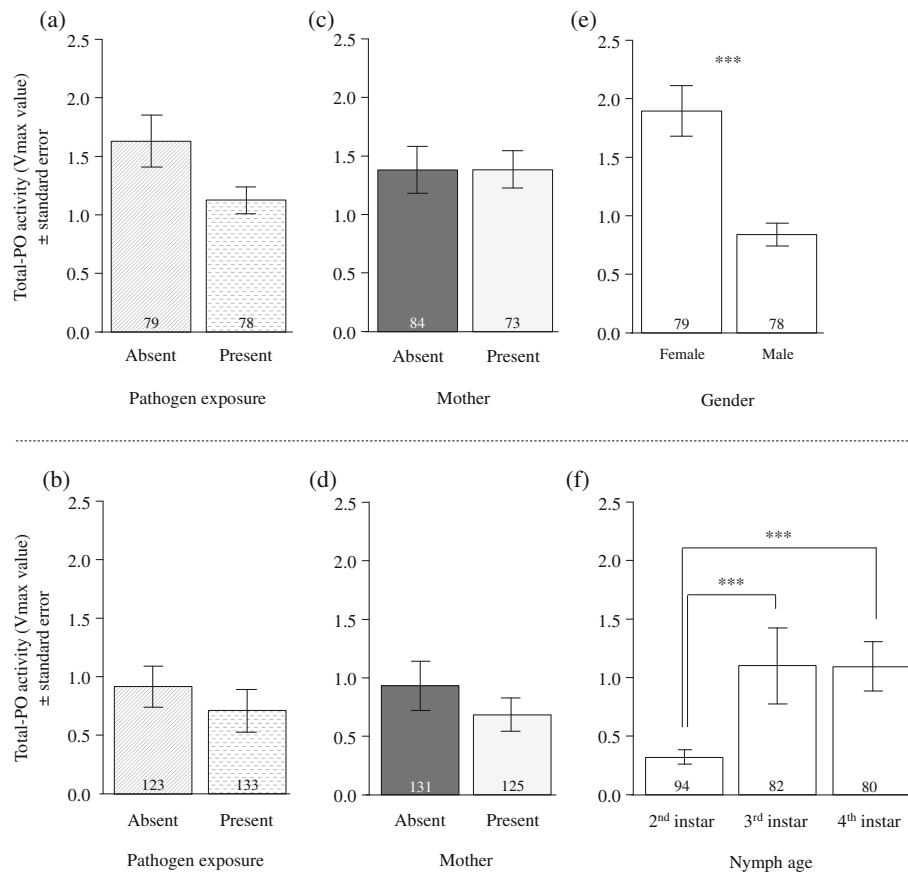 (a)
(c)
(e)
Total-PO activity (Vmax value)
± standard error
2.5
2.0
1.5
1.0
0.5
0.0
79
78
Absent Present
Pathogen exposure
2.5
2.0
1.5
1.0
0.5
0.0
84
73
Absent Present
Mother
2.5
2.0
1.5
1.0
0.5
0.0
***
79
78
Female Male
Gender
(b)
(d)
(f)
Total-PO activity (Vmax value)
± standard error
2.5
2.0
1.5
1.0
0.5
0.0
123
133
Absent Present
Pathogen exposure
2.5
2.0
1.5
1.0
0.5
0.0
131
125
Absent Present
Mother
2.5
2.0
1.5
1.0
0.5
0.0
***
***
94
82
80
2nd instar 3rd instar 4th instar
Nymph age